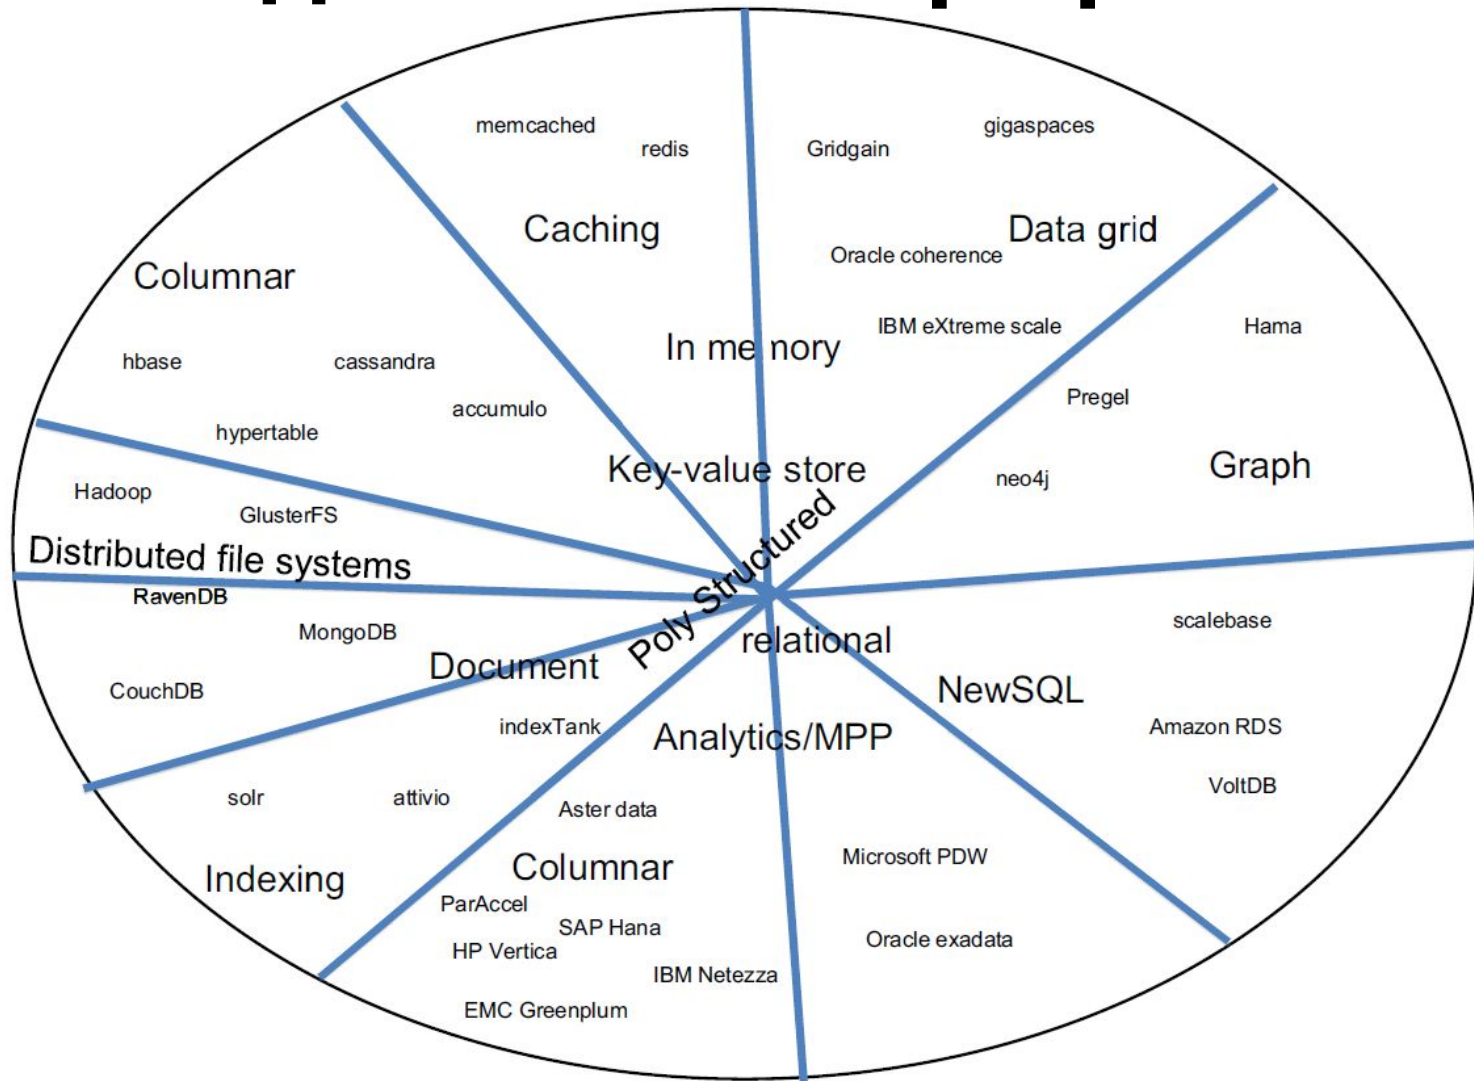 memcached
redis
Gridgain
gigaspaces
Caching
Data grid
Oracle coherence
Columnar
IBM eXtreme scale
Hama
In memory
hbase
cassandra
Pregel
accumulo
hypertable
Key-value store
Graph
neo4j
Hadoop
GlusterFS
Distributed file systems
Poly Structured
RavenDB
MongoDB
relational
scalebase
Document
CouchDB
NewSQL
indexTank
Analytics/MPP
Amazon RDS
VoltDB
solr
attivio
Aster data
Microsoft PDW
Indexing
Columnar
ParAccel
SAP Hana
Oracle exadata
HP Vertica
IBM Netezza
EMC Greenplum